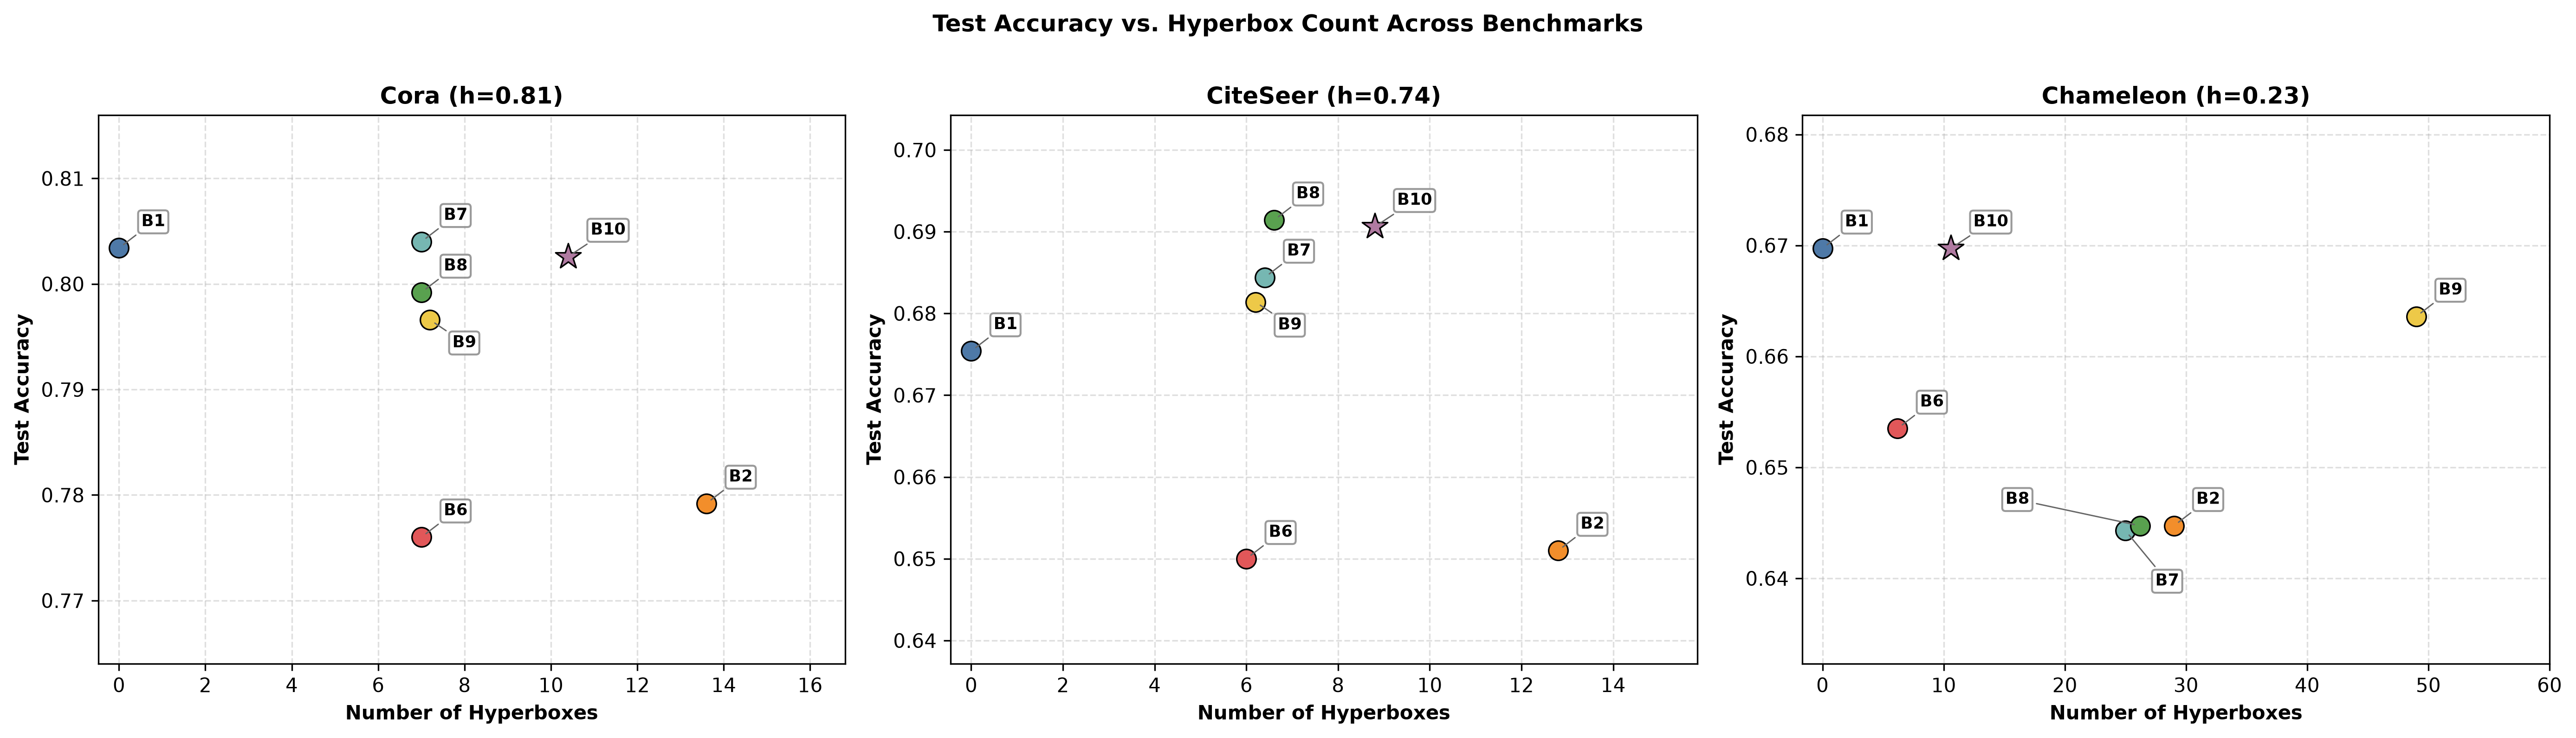 Test Accuracy vs. Hyperbox Count Across Benchmarks
Cora (h=0.81)
Test Accuracy
0.81
0.80
0.79
0.78
0.77
B1
B7
B10
B8
B9
B2
B6
0 2 4 6 8 10 12 14 16
Number of Hyperboxes
CiteSeer (h=0.74)
Test Accuracy
0.70
0.69
0.68
0.67
0.66
0.65
0.64
B8
B10
B7
B1
B9
B2
B6
0 2 4 6 8 10 12 14
Number of Hyperboxes
Chameleon (h=0.23)
Test Accuracy
0.68
0.67
0.66
0.65
0.64
B1
B10
B9
B6
B8
B2
B7
0 10 20 30 40 50 60
Number of Hyperboxes